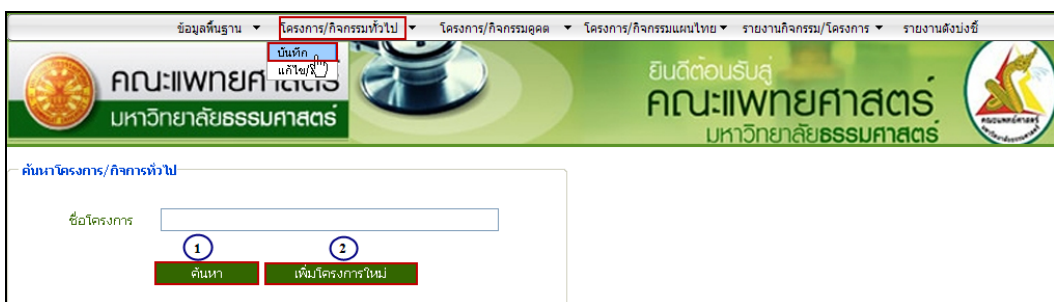 ข้อมูลพื้นฐาน โครงการ/กิจกรรมทั่วไป โครงการ/กิจกรรมคูคต โครงการ/กิจกรรมแผนไทย รายงานกิจกรรม/โครงการ รายงานดังบ่งชี้
บันทึก
แก้ไข/
คณะแพทยศาสตร์
มหาวิทยาลัยธรรมศาสตร์
ยินดีต้อนรับสู่
คณะแพทยศาสตร์
มหาวิทยาลัยธรรมศาสตร์
ค้นหาโครงการ/กิจการทั่วไป
ชื่อโครงการ
1 2
ค้นหา เพิ่มโครงการใหม่